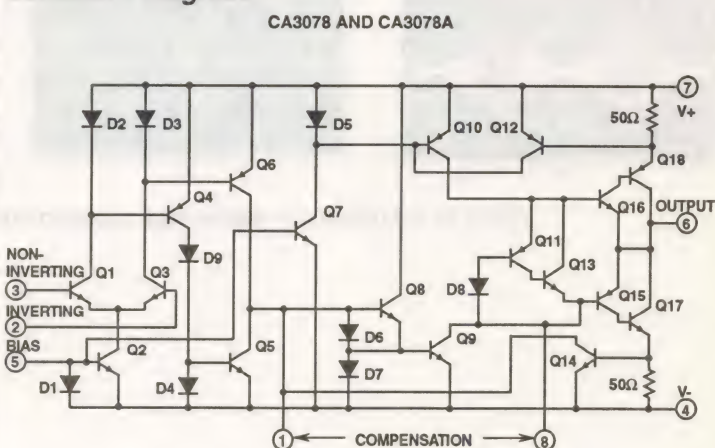 CA3078 AND CA3078A
7
V+
D2
D3
D5
Q10
Q12
50Ω
Q18
Q6
Q4
Q16
OUTPUT
6
Q7
NON-
INVERTING
3
Q1
Q3
D9
Q11
Q13
INVERTING
2
D8
Q15
Q17
Q8
BIAS
5
Q2
Q5
D6
Q9
Q14
D1
D4
D7
50Ω
V-
4
1
COMPENSATION
8